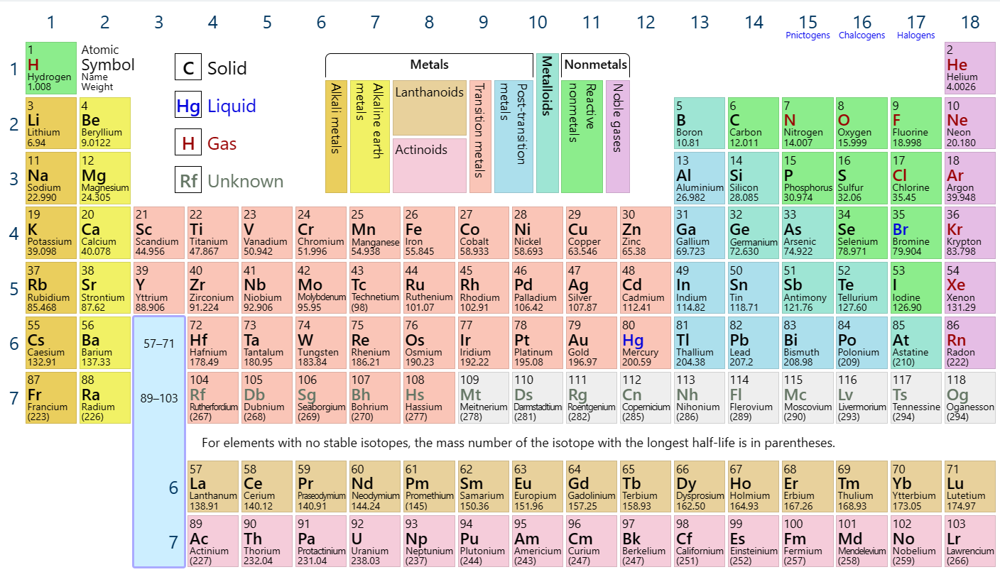 1 2 3 4 5 6 7 8 9 10 11 12 13 14 15 16 17 18
Pnictogens Chalcogens Halogens
1
1
H
Hydrogen
1.008
Atomic
Symbol
Name
Weight
C Solid
Hg Liquid
H Gas
Rf Unknown
Metals
Metalloids
Nonmetals
Alkali metals
Alkaline earth
metals
Lanthanoids
Actinoids
Transition metals
Post-transition
metals
Reactive
nonmetals
Noble gases
2
He
Helium
4.0026
2
3 4 5 6 7 8 9 10
Li Be B C N O F Ne
Lithium Beryllium Boron Carbon Nitrogen Oxygen Fluorine Neon
6.94 9.0122 10.81 12.011 14.007 15.999 18.998 20.180
3
11 12 13 14 15 16 17 18
Na Mg Al Si P S Cl Ar
Sodium Magnesium Aluminium Silicon Phosphorus Sulfur Chlorine Argon
22.990 24.305 26.982 28.085 30.974 32.06 35.45 39.948
4
19 20 21 22 23 24 25 26 27 28 29 30 31 32 33 34 35 36
K Ca Sc Ti V Cr Mn Fe Co Ni Cu Zn Ga Ge As Se Br Kr
Potassium Calcium Scandium Titanium Vanadium Chromium Manganese Iron Cobalt Nickel Copper Zinc Gallium Germanium Arsenic Selenium Bromine Krypton
39.098 40.078 44.956 47.867 50.942 51.996 54.938 55.845 58.933 58.693 63.546 65.38 69.723 72.630 74.922 78.971 79.904 83.798
5
37 38 39 40 41 42 43 44 45 46 47 48 49 50 51 52 53 54
Rb Sr Y Zr Nb Mo Tc Ru Rh Pd Ag Cd In Sn Sb Te I Xe
Rubidium Strontium Yttrium Zirconium Niobium Molybdenum Technetium Ruthenium Rhodium Palladium Silver Cadmium Indium Tin Antimony Tellurium Iodine Xenon
85.468 87.62 88.906 91.224 92.906 95.95 (98) 101.07 102.91 106.42 107.87 112.41 114.82 118.71 121.76 127.60 126.90 131.29
6
55 56 57–71 72 73 74 75 76 77 78 79 80 81 82 83 84 85 86
Cs Ba Hf Ta W Re Os Ir Pt Au Hg Tl Pb Bi Po At Rn
Caesium Barium Hafnium Tantalum Tungsten Rhenium Osmium Iridium Platinum Gold Mercury Thallium Lead Bismuth Polonium Astatine Radon
132.91 137.33 178.49 180.95 183.84 186.21 190.23 192.22 195.08 196.97 200.59 204.38 207.2 208.98 (209) (210) (222)
7
87 88 89–103 104 105 106 107 108 109 110 111 112 113 114 115 116 117 118
Fr Ra Rf Db Sg Bh Hs Mt Ds Rg Cn Nh Fl Mc Lv Ts Og
Francium Radium Rutherfordium Dubnium Seaborgium Bohrium Hassium Meitnerium Darmstadtium Roentgenium Copernicium Nihonium Flerovium Moscovium Livermorium Tennessine Oganesson
(223) (226) (267) (268) (269) (270) (277) (278) (281) (282) (285) (286) (289) (290) (293) (294) (294)
For elements with no stable isotopes, the mass number of the isotope with the longest half-life is in parentheses.
6
57 58 59 60 61 62 63 64 65 66 67 68 69 70 71
La Ce Pr Nd Pm Sm Eu Gd Tb Dy Ho Er Tm Yb Lu
Lanthanum Cerium Praseodymium Neodymium Promethium Samarium Europium Gadolinium Terbium Dysprosium Holmium Erbium Thulium Ytterbium Lutetium
138.91 140.12 140.91 144.24 (145) 150.36 151.96 157.25 158.93 162.50 164.93 167.26 168.93 173.05 174.97
7
89 90 91 92 93 94 95 96 97 98 99 100 101 102 103
Ac Th Pa U Np Pu Am Cm Bk Cf Es Fm Md No Lr
Actinium Thorium Protactinium Uranium Neptunium Plutonium Americium Curium Berkelium Californium Einsteinium Fermium Mendelevium Nobelium Lawrencium
(227) 232.04 231.04 238.03 (237) (244) (243) (247) (247) (251) (252) (257) (258) (259) (266)